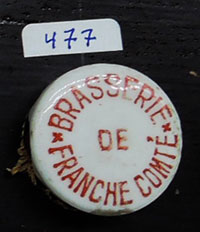 477
*BRASSERIE*
DE
FRANCHE COMTÉ